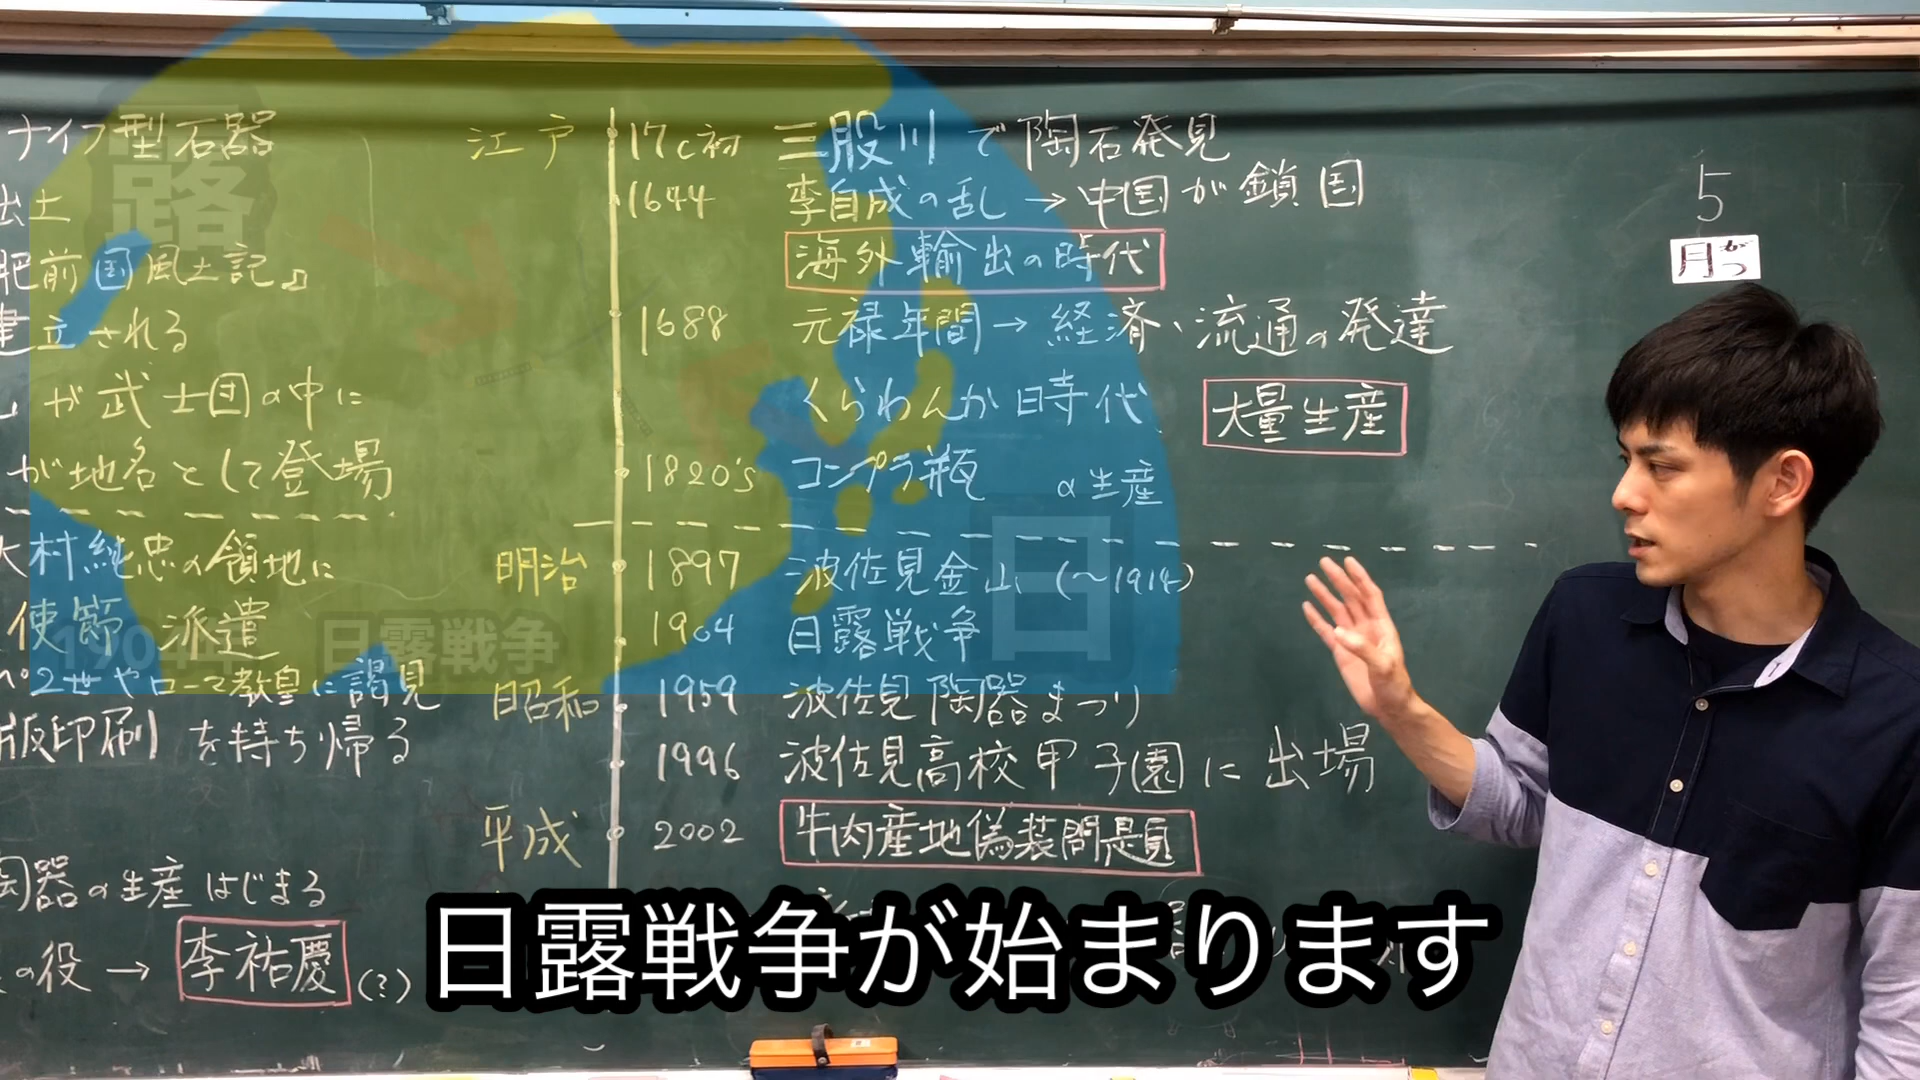 ナイフ型石器
出土
肥前国風土記』
建立される
が武士団の中に
が地名として登場
大村純忠の領地に
使節 派遣
ペ2世やローマ教皇に謁見
版印刷を持ち帰る
陶器の生産はじまる
の役→ 李祐慶 (?)
露
1904年 日露戦争
日
江戸 17c初 三股川で陶石発見
1644 李自成の乱→中国が鎖国
海外輸出の時代
1688 元禄年間→経済、流通の発達
くらわんか時代 大量生産
1820's コンプラ瓶 の生産
明治 1897 波佐見金山 (〜1914)
1904 日露戦争
昭和 1959 波佐見陶器まつり
1996 波佐見高校甲子園に出場
平成 2002 牛肉産地偽装問題
5
月 がつ
日露戦争が始まります